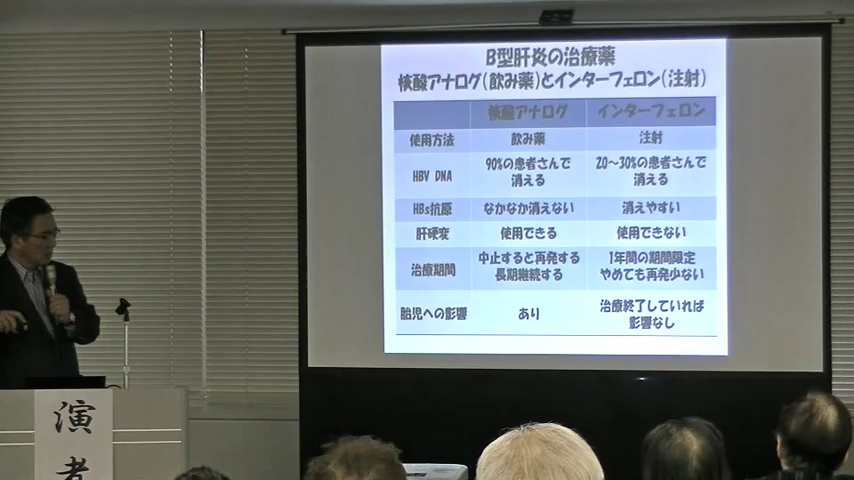 B型肝炎の治療薬
核酸アナログ(飲み薬)とインターフェロン(注射)
核酸アナログ インターフェロン
使用方法 飲み薬 注射
HBV DNA 90%の患者さんで消える 20~30%の患者さんで消える
HBs抗原 なかなか消えない 消えやすい
肝硬変 使用できる 使用できない
治療期間 中止すると再発する 長期継続する 1年間の期間限定 やめても再発少ない
胎児への影響 あり 治療終了していれば影響なし
演者